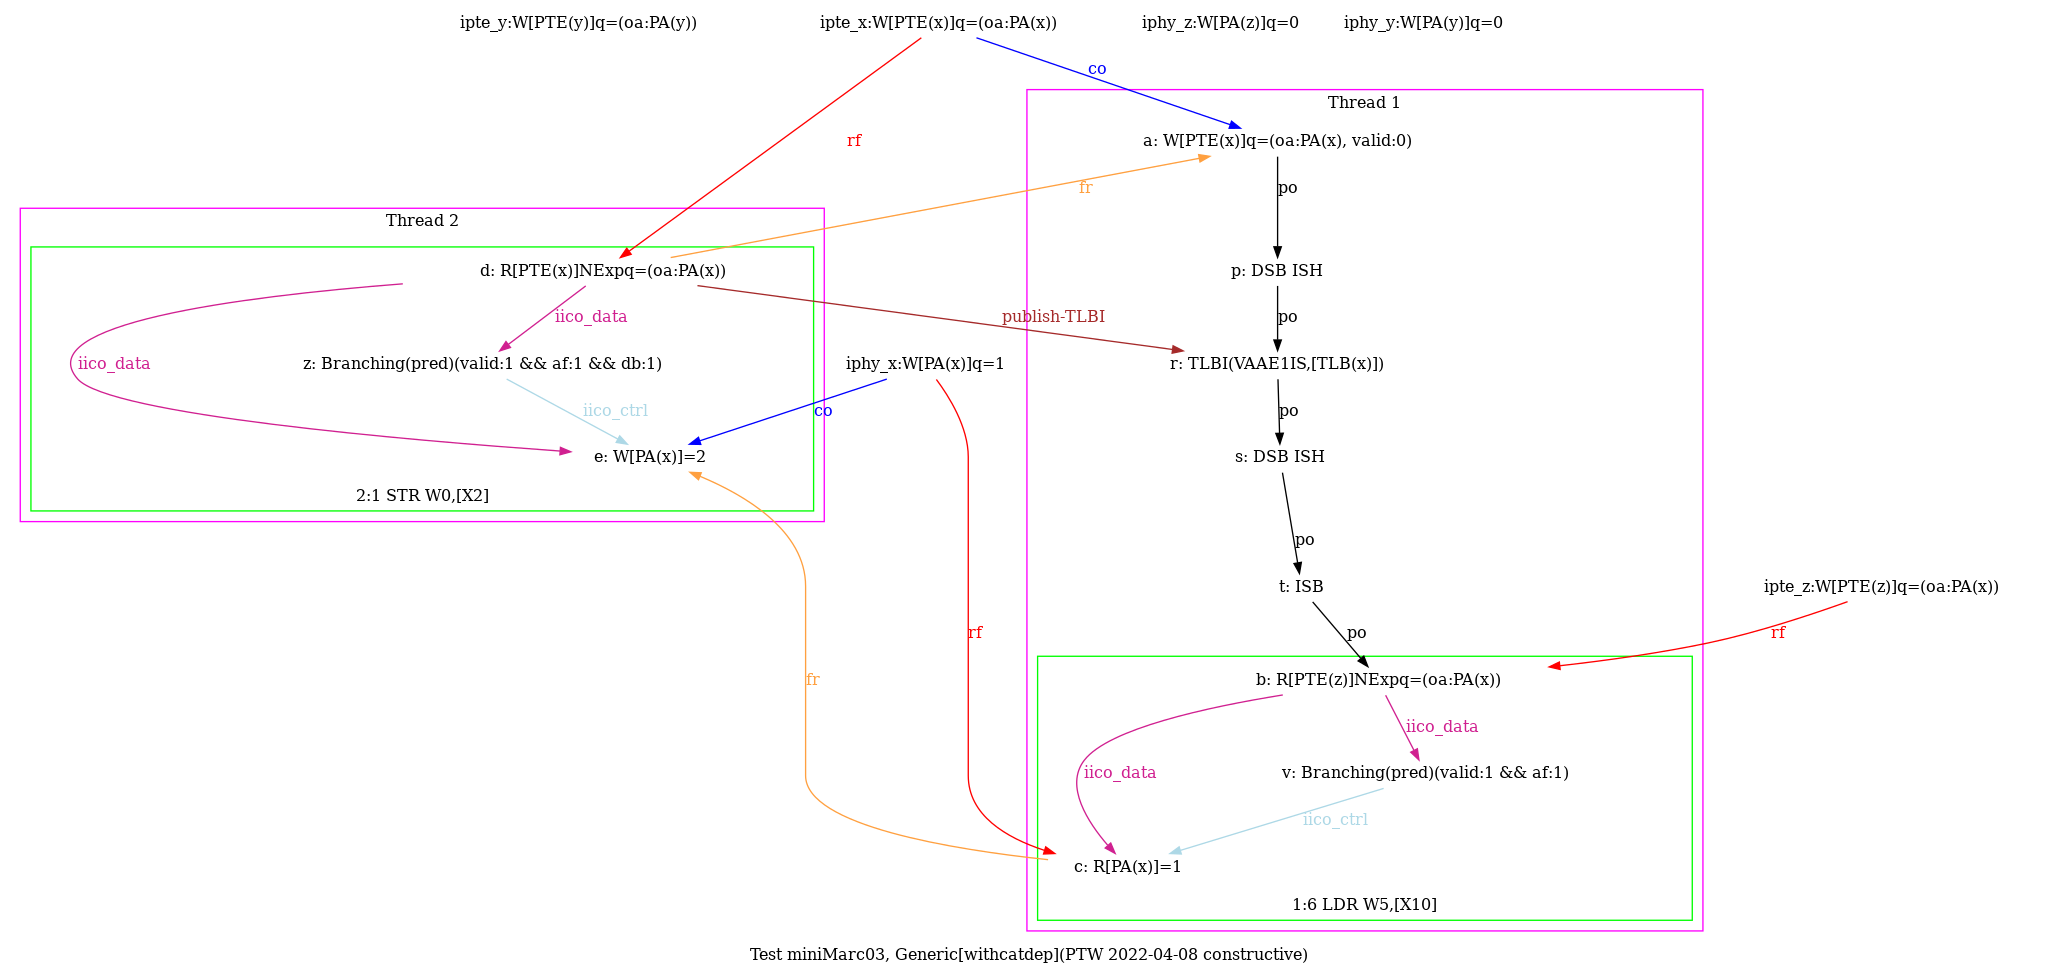 ipte_y:W[PTE(y)]q=(oa:PA(y))
ipte_x:W[PTE(x)]q=(oa:PA(x))
iphy_z:W[PA(z)]q=0
iphy_y:W[PA(y)]q=0
co
Thread 1
rf
a: W[PTE(x)]q=(oa:PA(x), valid:0)
fr
po
Thread 2
d: R[PTE(x)]NExpq=(oa:PA(x))
p: DSB ISH
iico_data
publish-TLBI
po
iico_data
z: Branching(pred)(valid:1 && af:1 && db:1)
iphy_x:W[PA(x)]q=1
r: TLBI(VAAE1IS,[TLB(x)])
iico_ctrl
co
po
e: W[PA(x)]=2
s: DSB ISH
2:1 STR W0,[X2]
po
t: ISB
ipte_z:W[PTE(z)]q=(oa:PA(x))
rf
po
rf
fr
b: R[PTE(z)]NExpq=(oa:PA(x))
iico_data
iico_data
v: Branching(pred)(valid:1 && af:1)
iico_ctrl
c: R[PA(x)]=1
1:6 LDR W5,[X10]
Test miniMarc03, Generic[withcatdep](PTW 2022-04-08 constructive)